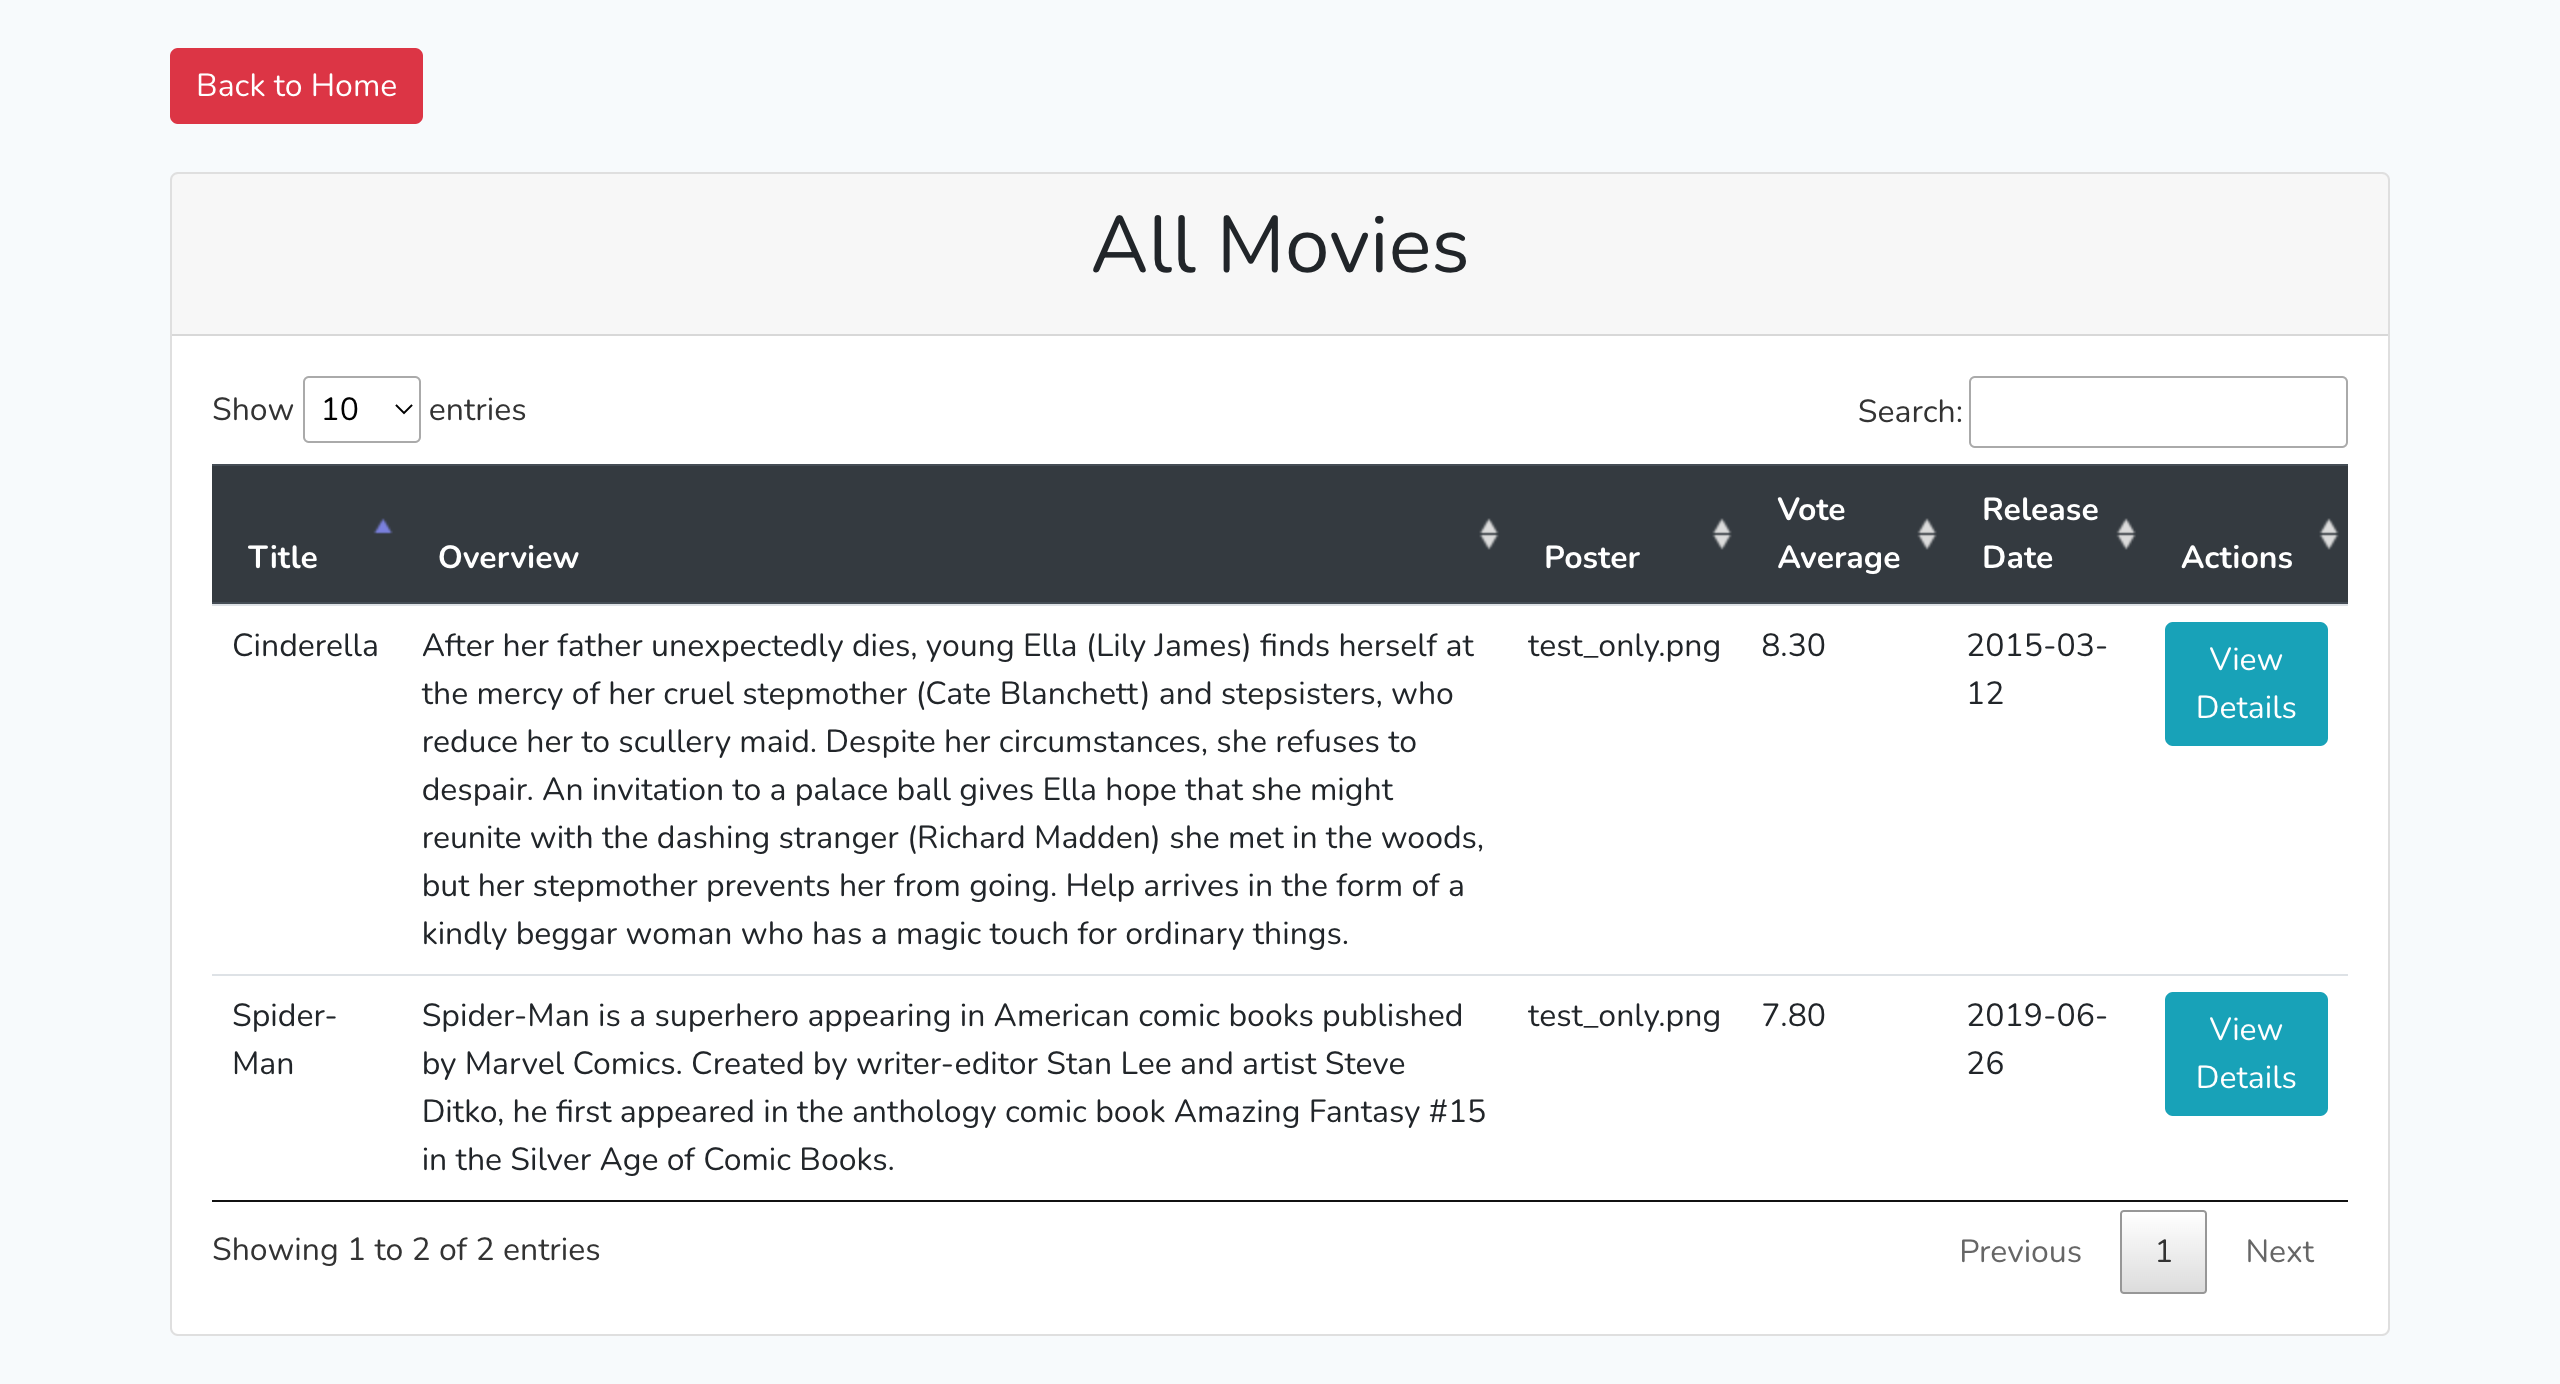 Back to Home
All Movies
Show 10 entries
Search:
Title
Overview
Poster
Vote
Average
Release
Date
Actions
Cinderella
After her father unexpectedly dies, young Ella (Lily James) finds herself at
the mercy of her cruel stepmother (Cate Blanchett) and stepsisters, who
reduce her to scullery maid. Despite her circumstances, she refuses to
despair. An invitation to a palace ball gives Ella hope that she might
reunite with the dashing stranger (Richard Madden) she met in the woods,
but her stepmother prevents her from going. Help arrives in the form of a
kindly beggar woman who has a magic touch for ordinary things.
test_only.png
8.30
2015-03-
12
View
Details
Spider-
Man
Spider-Man is a superhero appearing in American comic books published
by Marvel Comics. Created by writer-editor Stan Lee and artist Steve
Ditko, he first appeared in the anthology comic book Amazing Fantasy #15
in the Silver Age of Comic Books.
test_only.png
7.80
2019-06-
26
View
Details
Showing 1 to 2 of 2 entries
Previous 1 Next